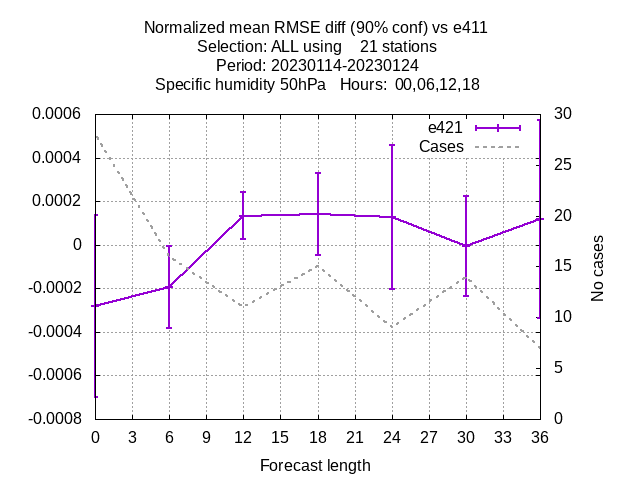 Normalized mean RMSE diff (90% conf) vs e411
Selection: ALL using    21 stations
Period: 20230114-20230124
Specific humidity 50hPa   Hours:  00,06,12,18
0.0006
0.0004
0.0002
0
-0.0002
-0.0004
-0.0006
-0.0008
e421
Cases
30
25
20
15
10
5
0
No cases
0 3 6 9 12 15 18 21 24 27 30 33 36
Forecast length